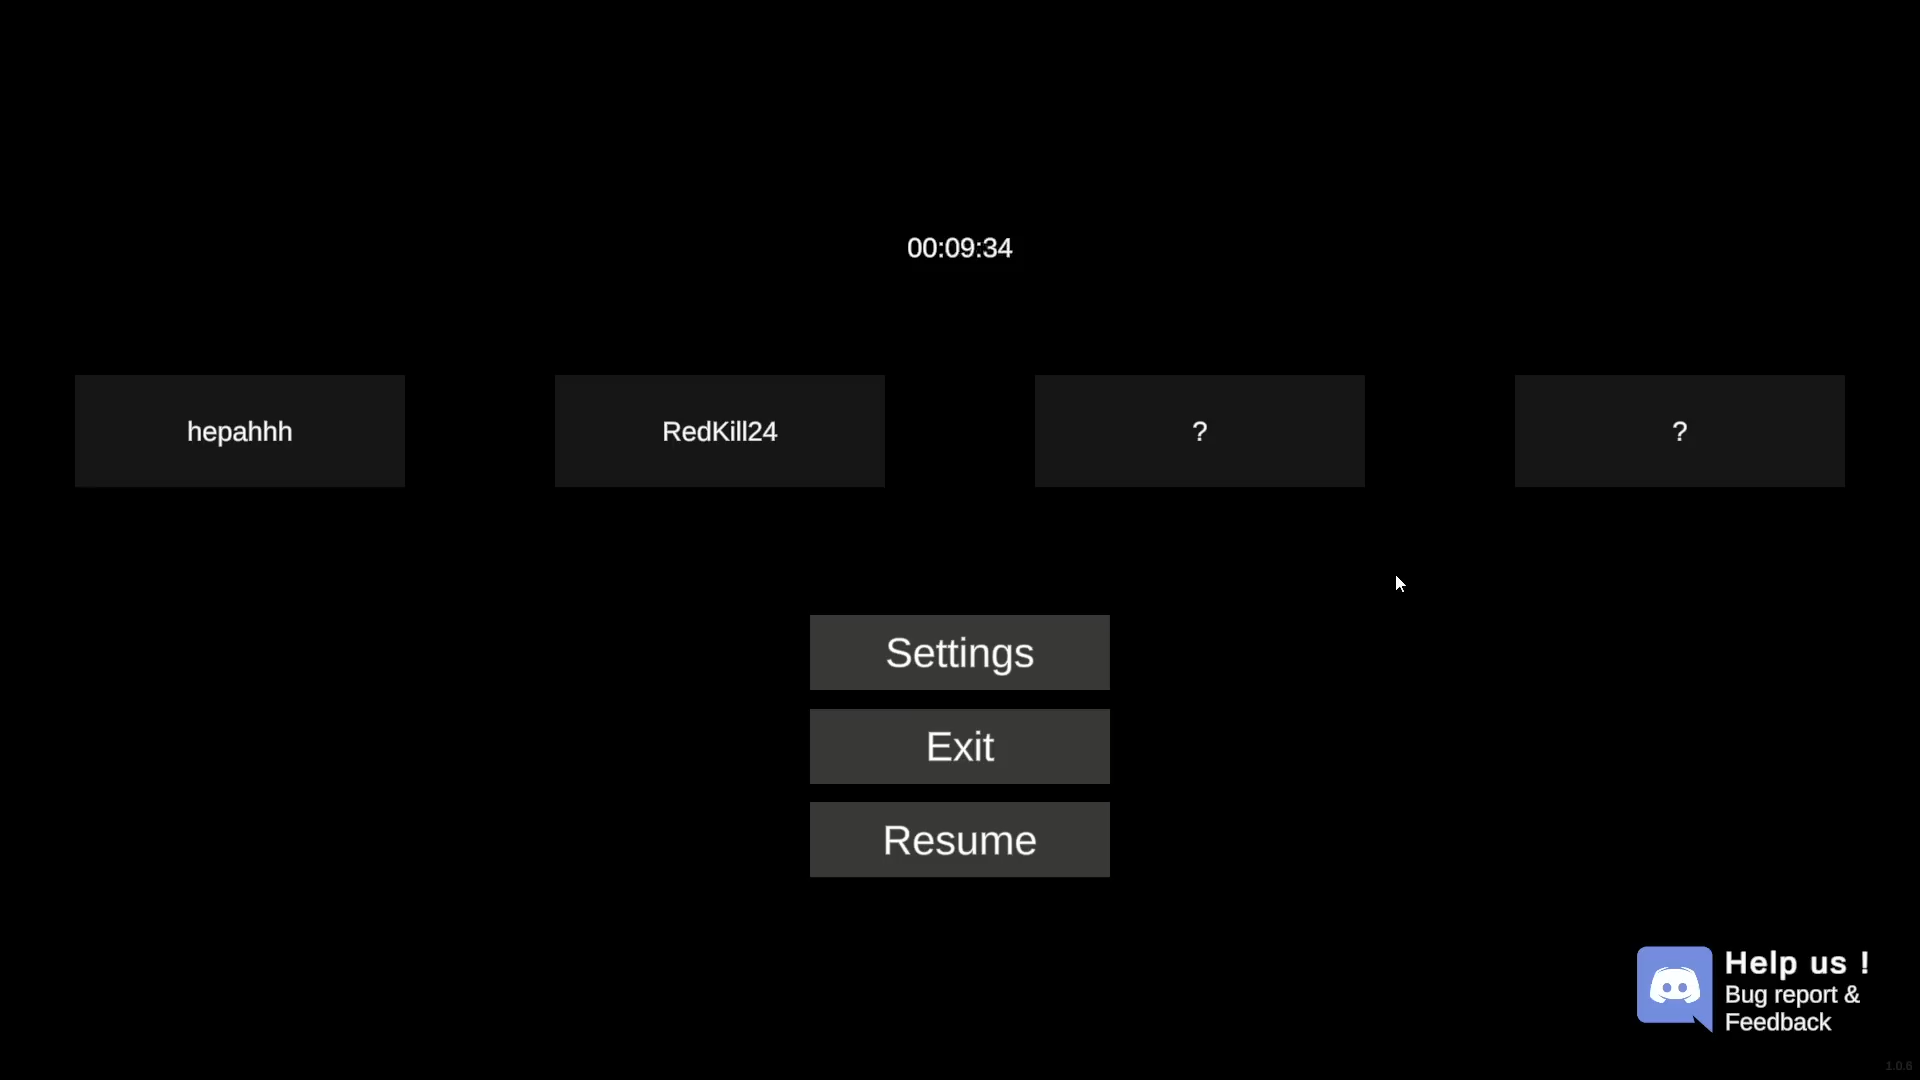 00:09:34
hepahhh
RedKill24
?
?
Settings
Exit
Resume
Help us !
Bug report &
Feedback